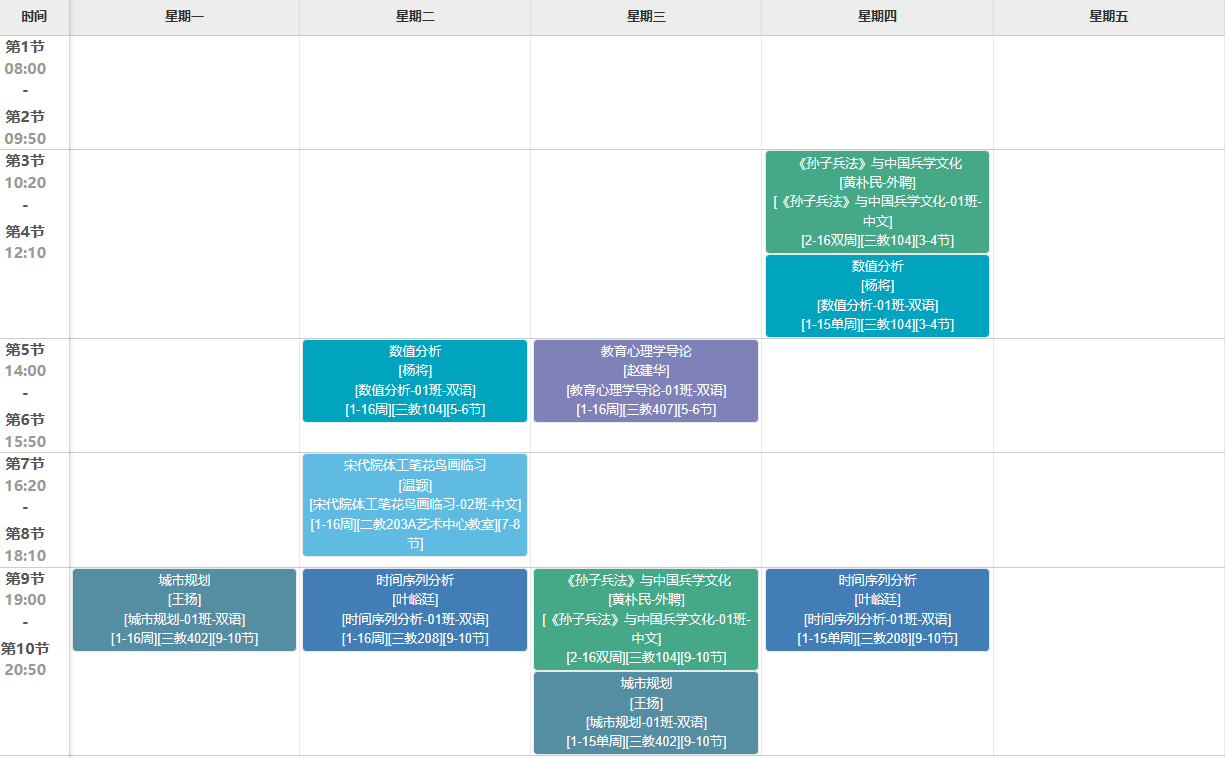 时间
星期一
星期二
星期三
星期四
星期五
第1节
08:00
-
第2节
09:50
第3节
10:20
-
第4节
12:10
《孙子兵法》与中国兵学文化
[黄朴民-外聘]
[《孙子兵法》与中国兵学文化-01班-
中文]
[2-16双周][三教104][3-4节]
数值分析
[杨将]
[数值分析-01班-双语]
[1-15单周][三教104][3-4节]
第5节
14:00
-
第6节
15:50
数值分析
[杨将]
[数值分析-01班-双语]
[1-16周][三教104][5-6节]
教育心理学导论
[赵建华]
[教育心理学导论-01班-双语]
[1-16周][三教407][5-6节]
第7节
16:20
-
第8节
18:10
宋代院体工笔花鸟画临习
[温颖]
[宋代院体工笔花鸟画临习-02班-中文]
[1-16周][二教203A艺术中心教室][7-8
节]
第9节
19:00
-
第10节
20:50
城市规划
[王扬]
[城市规划-01班-双语]
[1-16周][三教402][9-10节]
时间序列分析
[叶峪廷]
[时间序列分析-01班-双语]
[1-16周][三教208][9-10节]
《孙子兵法》与中国兵学文化
[黄朴民-外聘]
[《孙子兵法》与中国兵学文化-01班-
中文]
[2-16双周][三教104][9-10节]
城市规划
[王扬]
[城市规划-01班-双语]
[1-15单周][三教402][9-10节]
时间序列分析
[叶峪廷]
[时间序列分析-01班-双语]
[1-15单周][三教208][9-10节]